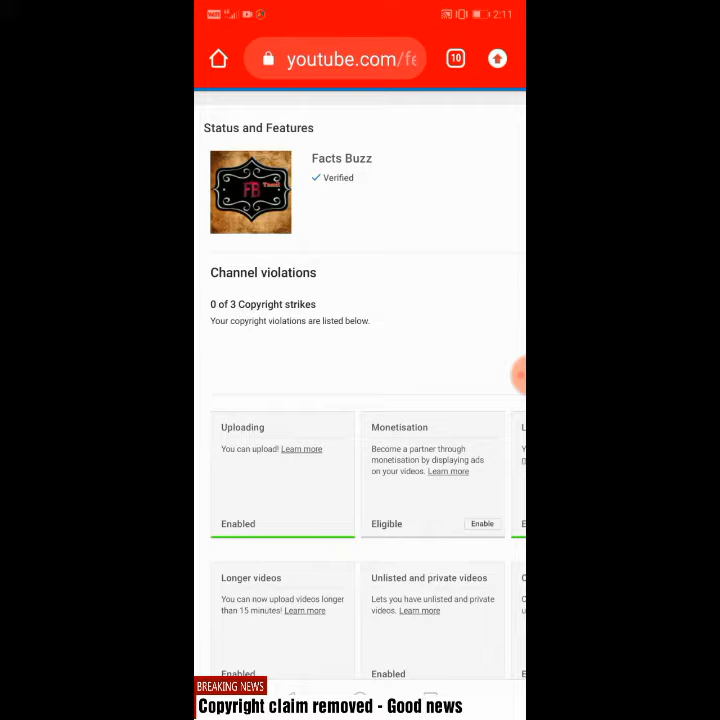 2:11
youtube.com/fe
10
Status and Features
FB
Facts Buzz
Verified
Channel violations
0 of 3 Copyright strikes
Your copyright violations are listed below.
Uploading
You can upload! Learn more
Enabled
Monetisation
Become a partner through
monetisation by displaying ads
on your videos. Learn more
Eligible
Enable
Longer videos
You can now upload videos longer
than 15 minutes! Learn more
Enabled
Unlisted and private videos
Lets you have unlisted and private
videos. Learn more
Enabled
BREAKING NEWS
Copyright claim removed - Good news